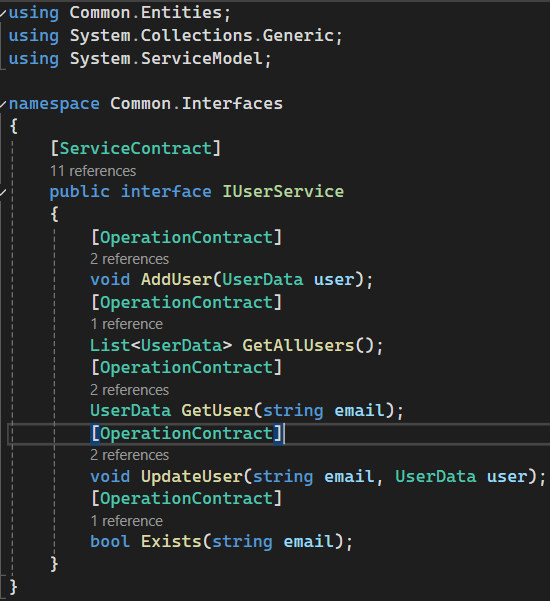 using Common.Entities;
using System.Collections.Generic;
using System.ServiceModel;
namespace Common.Interfaces
{
[ServiceContract]
11 references
public interface IUserService
{
[OperationContract]
2 references
void AddUser(UserData user);
[OperationContract]
1 reference
List<UserData> GetAllUsers();
[OperationContract]
2 references
UserData GetUser(string email);
[OperationContract]
2 references
void UpdateUser(string email, UserData user);
[OperationContract]
1 reference
bool Exists(string email);
}
}